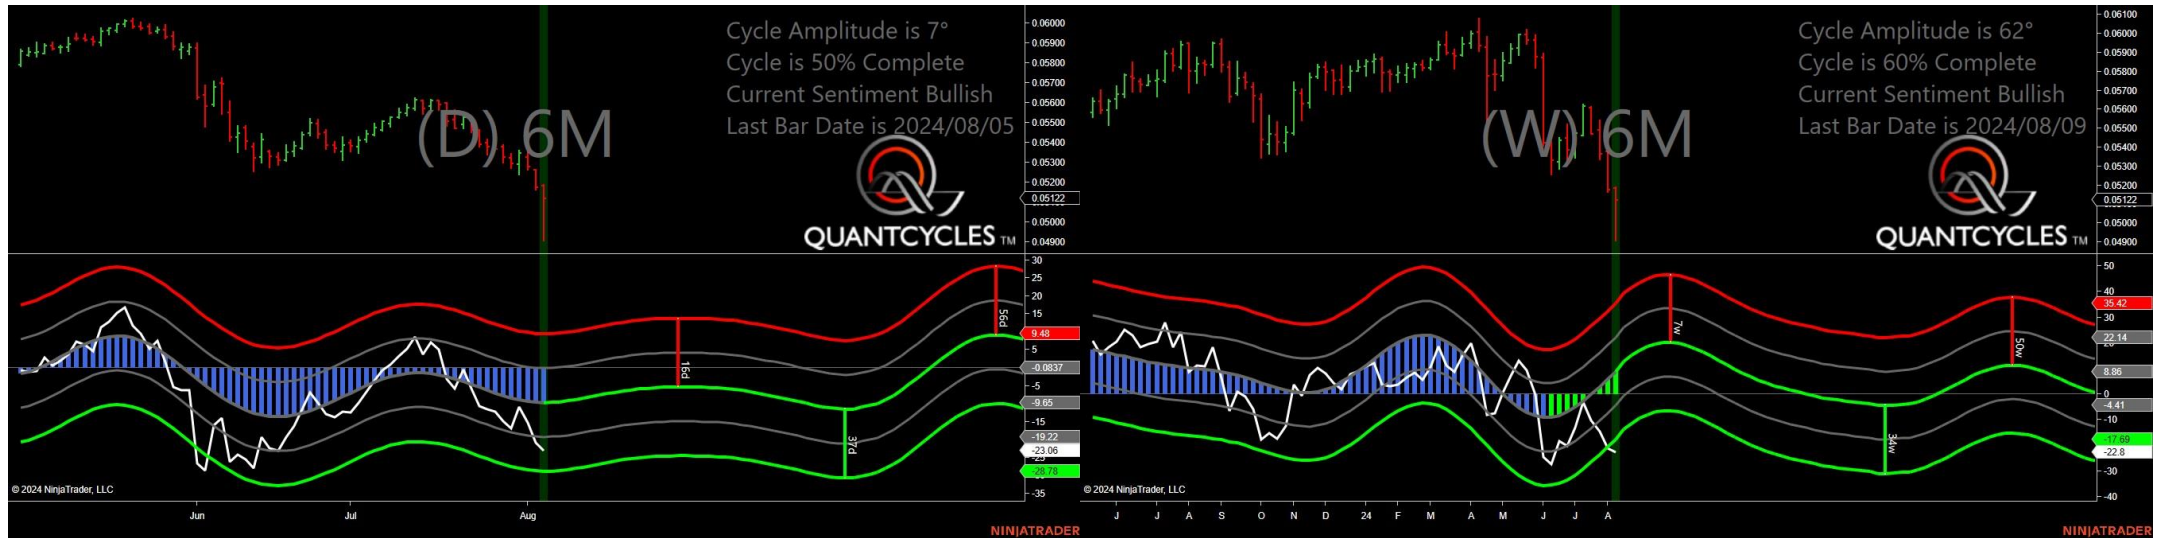 Cycle Amplitude is 7°
Cycle is 50% Complete
Current Sentiment Bullish
Last Bar Date is 2024/08/05
(D) 6M
QUANTCYCLES TM
0.06000
0.05900
0.05800
0.05700
0.05600
0.05500
0.05400
0.05300
0.05200
0.05122
0.05000
0.04900
30
25
20
15
9.48
5
-0.0837
-5
-9.65
-15
-19.22
-23.06
-28.78
-35
16d
37d
56d
© 2024 NinjaTrader, LLC
Jun
Jul
Aug
NINJATRADER
Cycle Amplitude is 62°
Cycle is 60% Complete
Current Sentiment Bullish
Last Bar Date is 2024/08/09
(W) 6M
QUANTCYCLES TM
0.06100
0.06000
0.05900
0.05800
0.05700
0.05600
0.05500
0.05400
0.05300
0.05200
0.05122
0.05000
0.04900
50
40
35.42
30
22.14
8.86
0
-4.41
-10
-17.69
-22.8
-30
-40
7w
34w
50w
© 2024 NinjaTrader, LLC
J
J
A
S
O
N
D
24
F
M
A
M
J
J
A
NINJATRADER